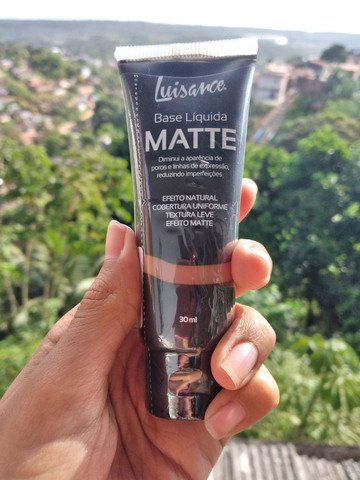 Luisance.
Base Líquida
MATTE
Diminui a aparência de
poros e linhas de expressão,
reduzindo imperfeições.
EFEITO NATURAL
COBERTURA UNIFORME
TEXTURA LEVE
EFEITO MATTE
30 ml